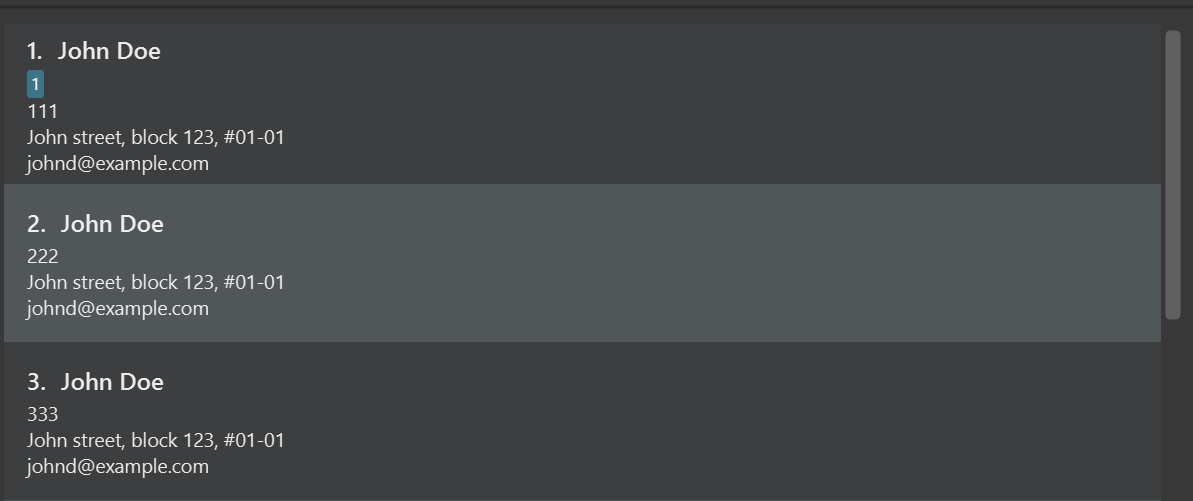 1. John Doe
1
111
John street, block 123, #01-01
johnd@example.com
2. John Doe
222
John street, block 123, #01-01
johnd@example.com
3. John Doe
333
John street, block 123, #01-01
johnd@example.com